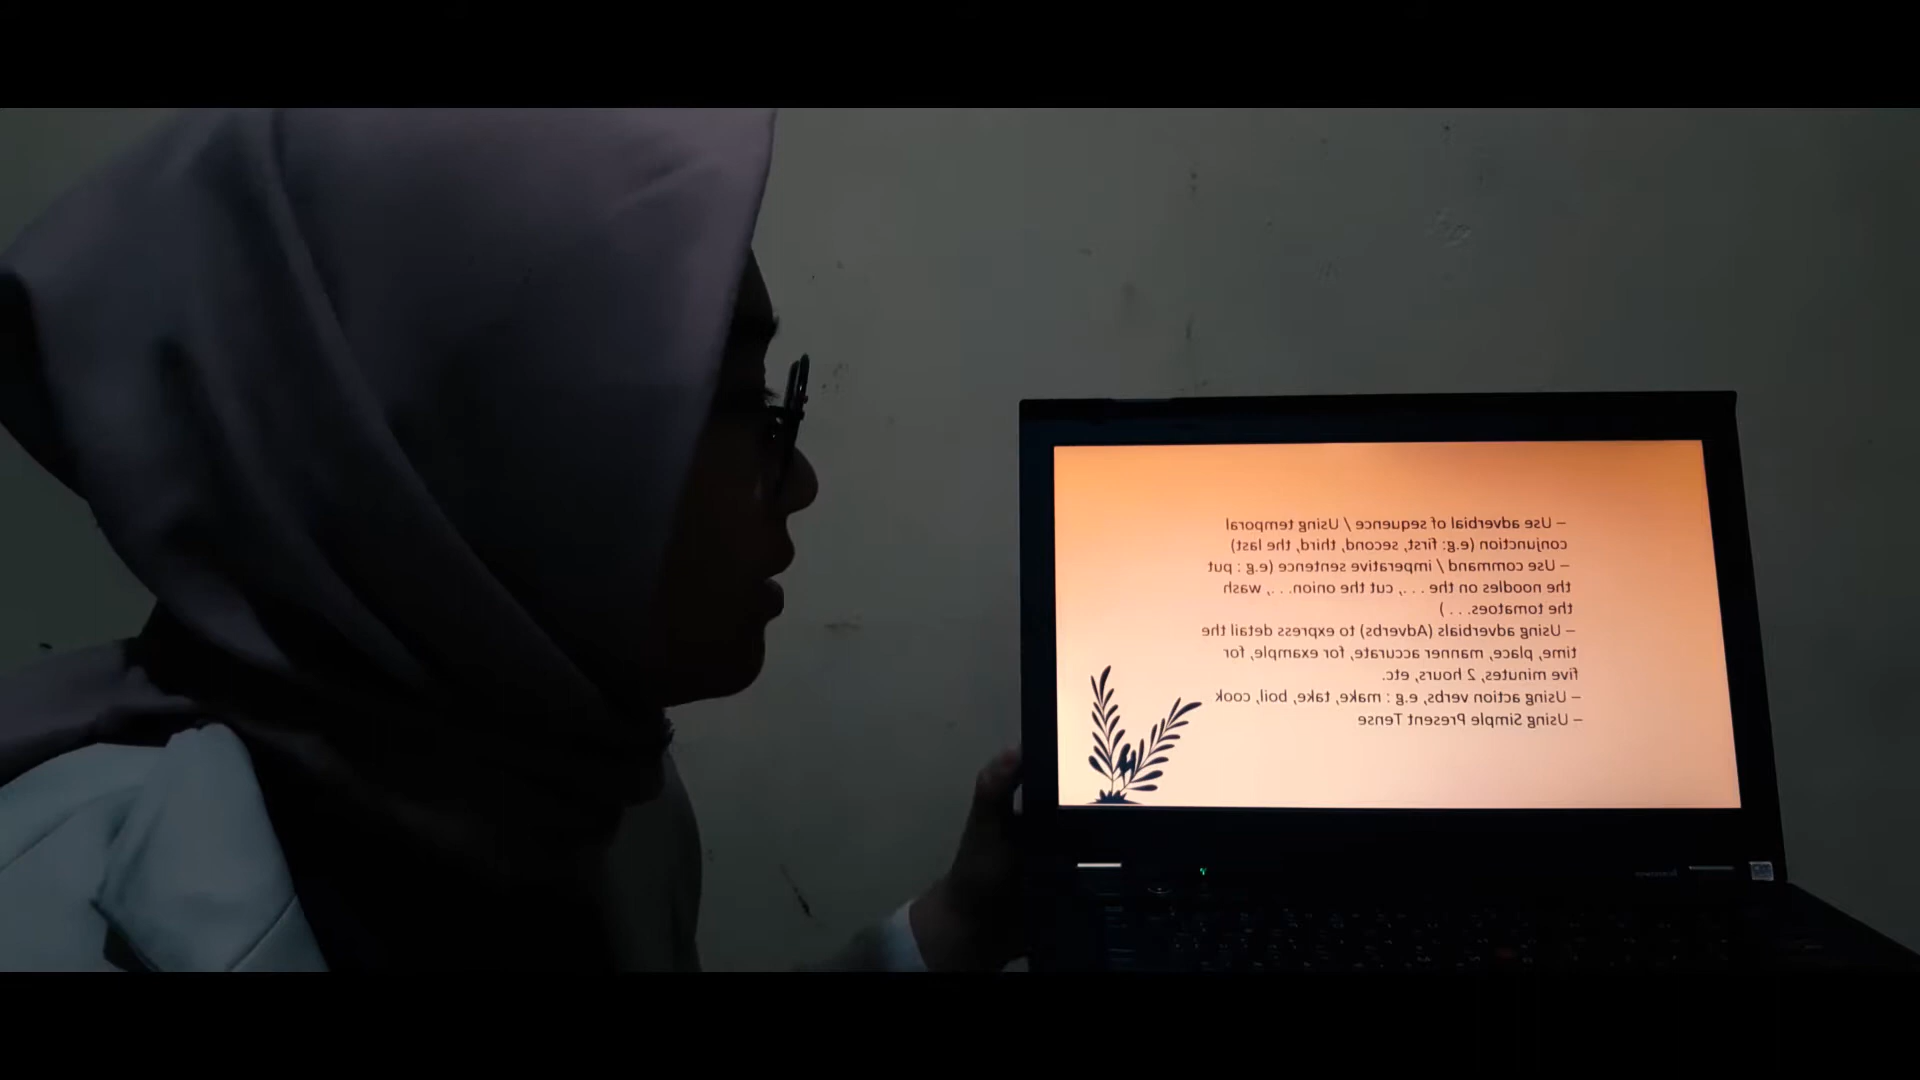 – Use adverbial of sequence / Using temporal
conjunction (e.g: first, second, third, the last)
– Use command / imperative sentence (e.g : put
the noodles on the . . ., cut the onion. . ., wash
the tomatoes. . . )
– Using adverbials (Adverbs) to express detail the
time, place, manner accurate, for example, for
five minutes, 2 hours, etc.
– Using action verbs, e.g : make, take, boil, cook
– Using Simple Present Tense